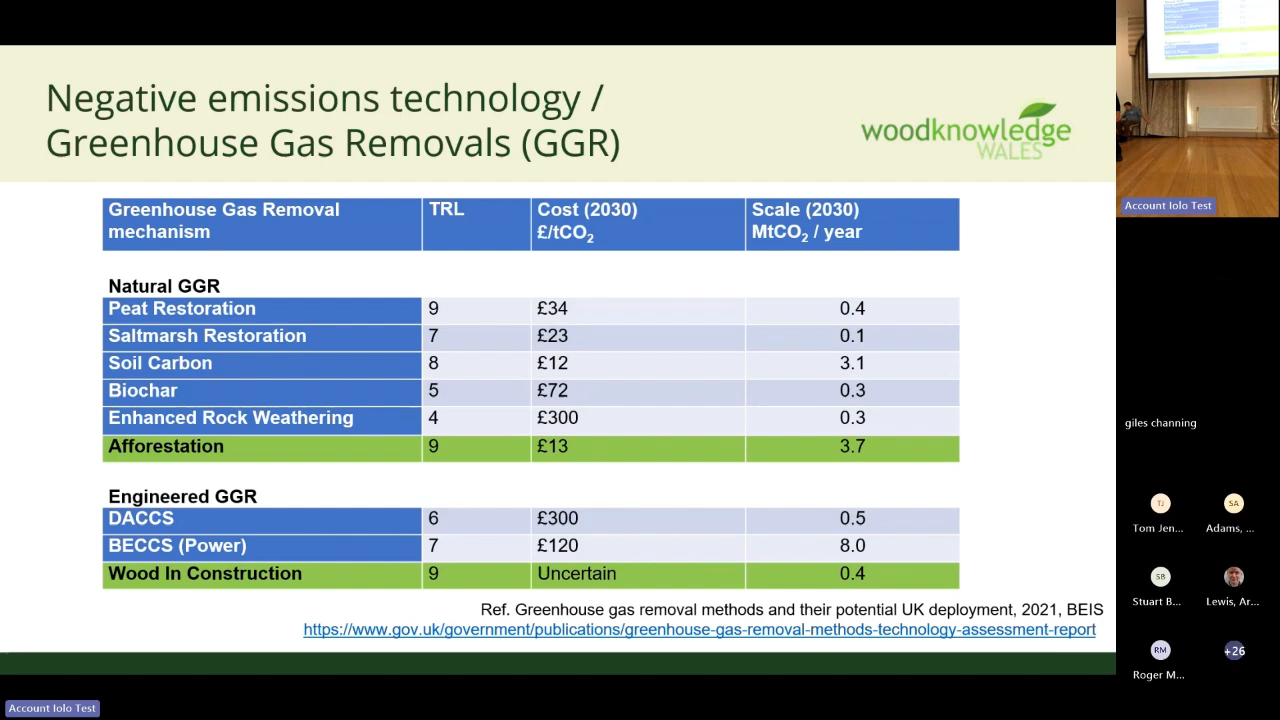 Negative emissions technology /
Greenhouse Gas Removals (GGR)
woodknowledge
WALES
Greenhouse Gas Removal mechanism TRL Cost (2030) £/tCO₂ Scale (2030) MtCO₂ / year
Natural GGR
Peat Restoration 9 £34 0.4
Saltmarsh Restoration 7 £23 0.1
Soil Carbon 8 £12 3.1
Biochar 5 £72 0.3
Enhanced Rock Weathering 4 £300 0.3
Afforestation 9 £13 3.7
Engineered GGR
DACCS 6 £300 0.5
BECCS (Power) 7 £120 8.0
Wood In Construction 9 Uncertain 0.4
Ref. Greenhouse gas removal methods and their potential UK deployment, 2021, BEIS
https://www.gov.uk/government/publications/greenhouse-gas-removal-methods-technology-assessment-report
Account Iolo Test
Account Iolo Test
giles channing
TJ
Tom Jen...
SA
Adams, ...
SB
Stuart B...
Lewis, Ar...
RM
Roger M...
+26